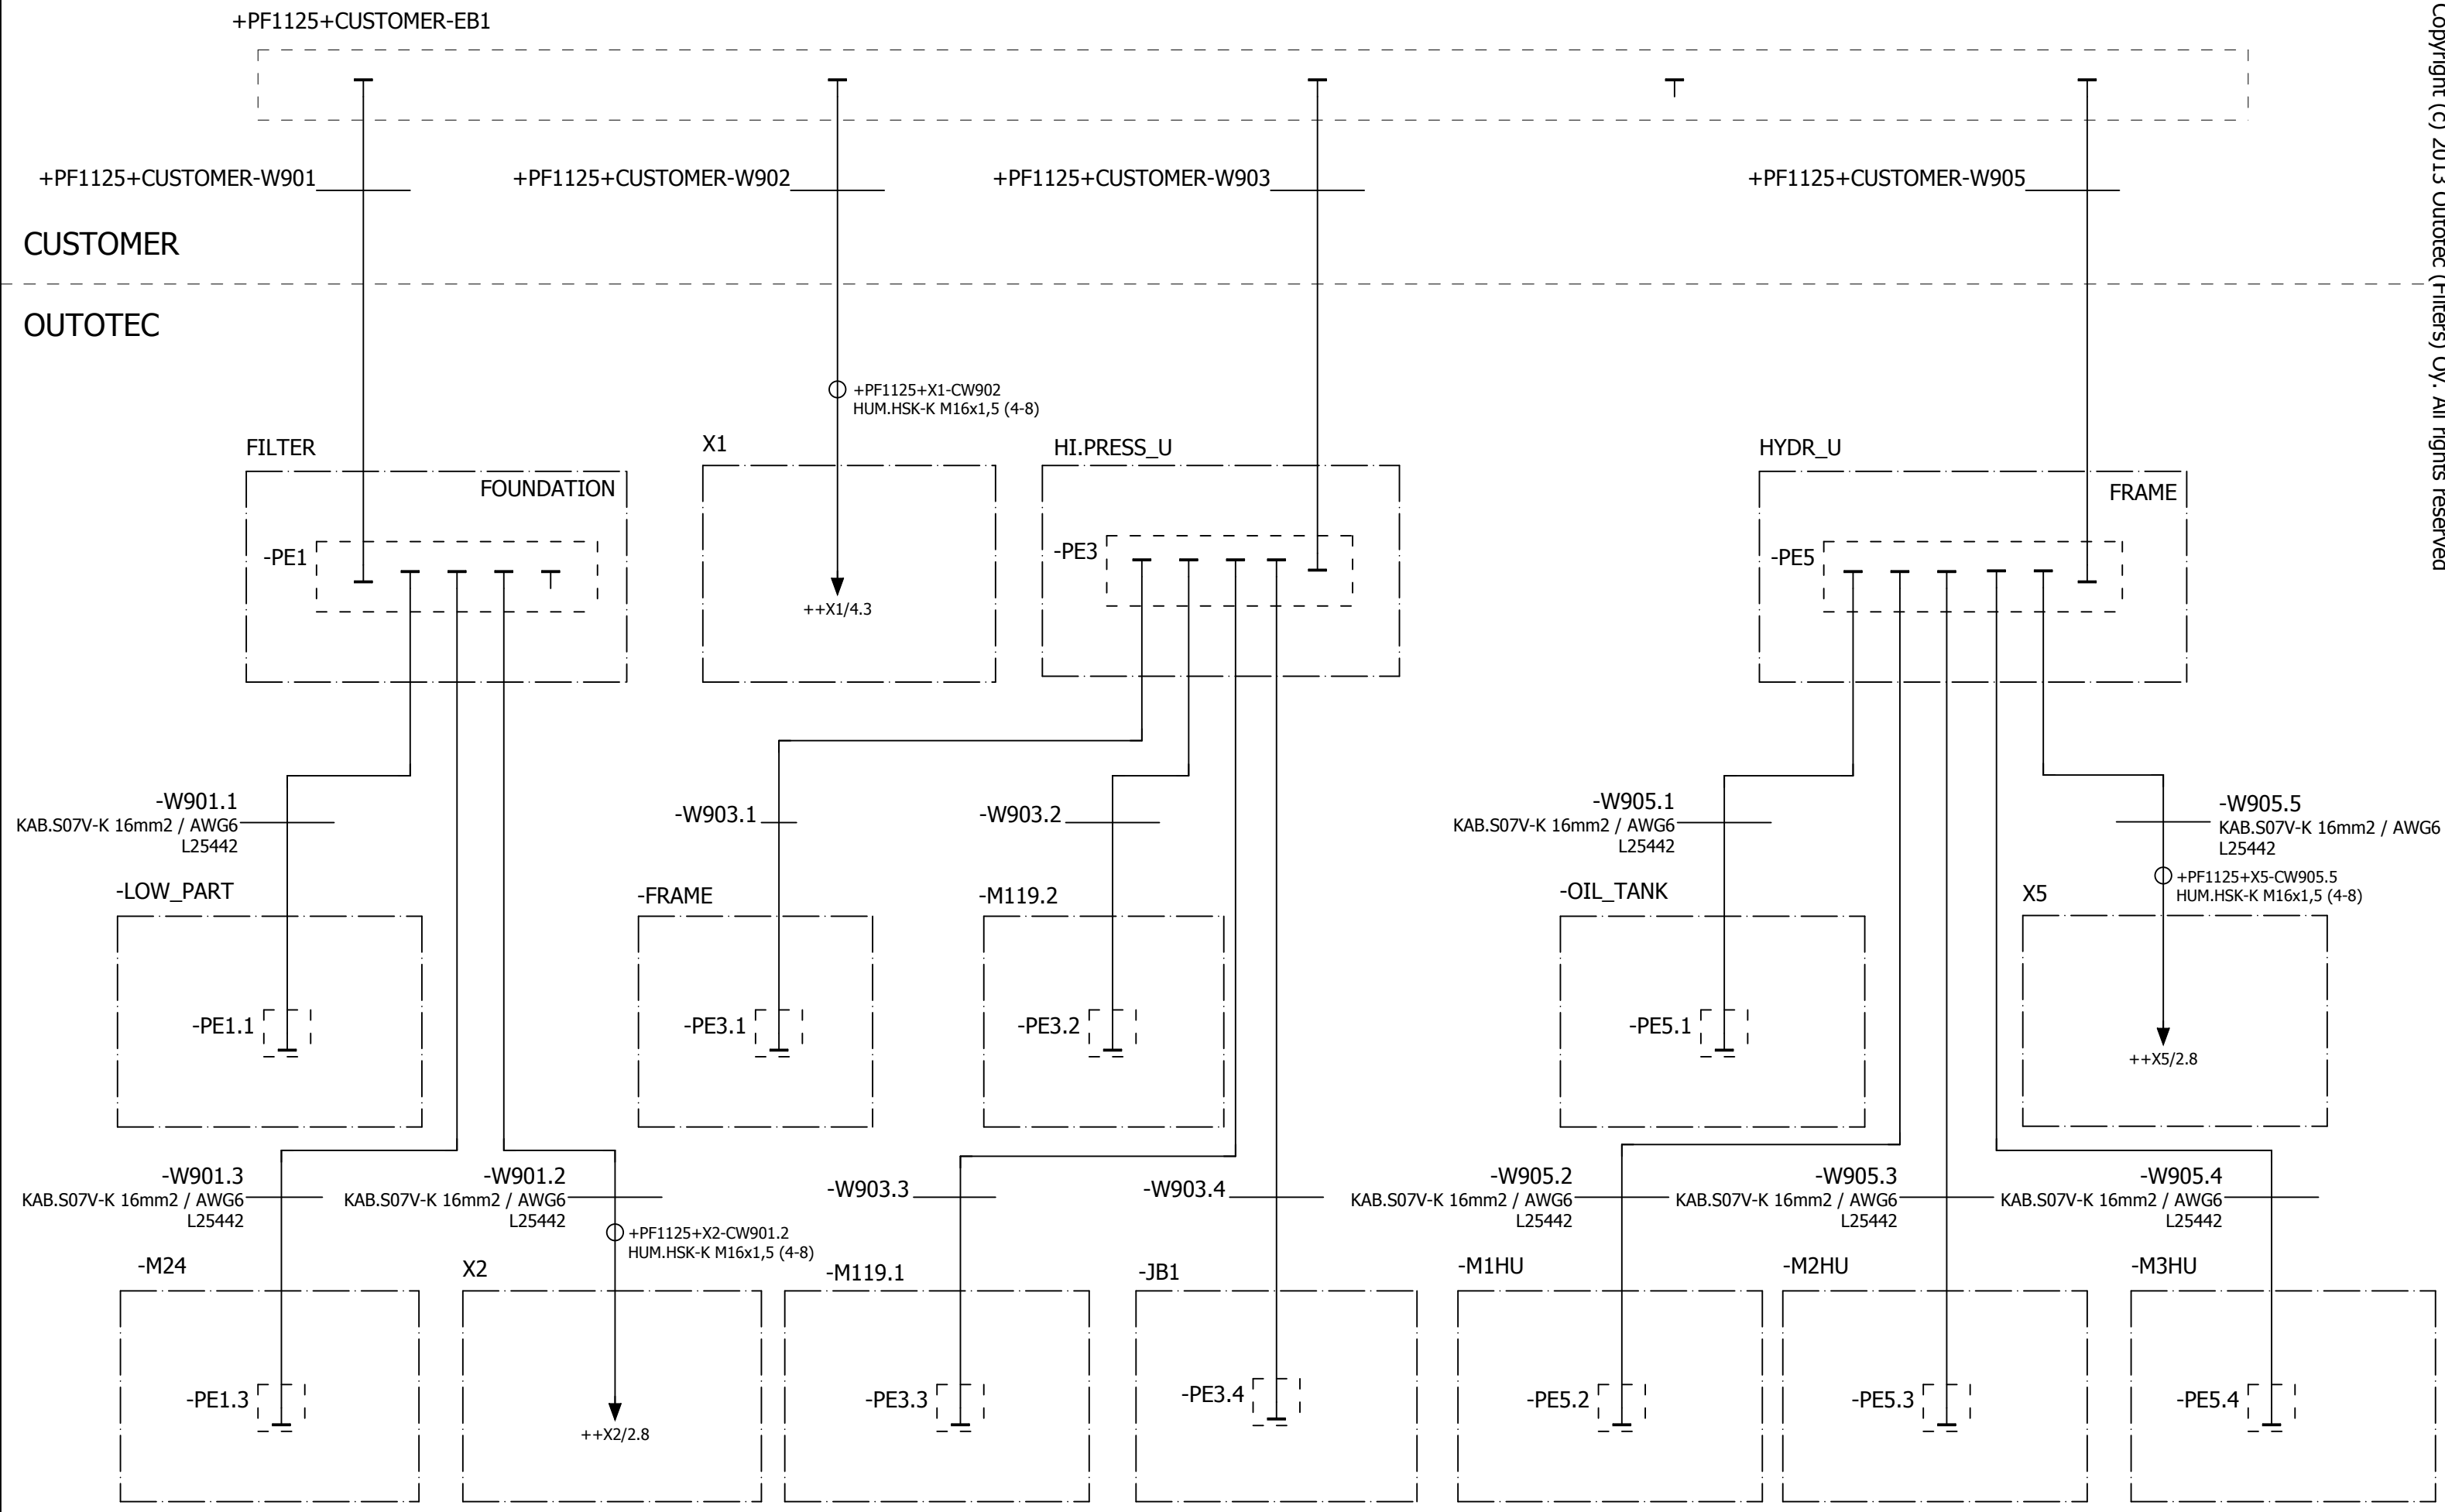 +PF1125+CUSTOMER-EB1
+PF1125+CUSTOMER-W901
+PF1125+CUSTOMER-W902
+PF1125+CUSTOMER-W903
+PF1125+CUSTOMER-W905
CUSTOMER
OUTOTEC
Copyright (c) 2013 Outotec (Filters) Oy. All rights reserved
+PF1125+X1-CW902
HUM.HSK-K M16x1,5 (4-8)
FILTER
FOUNDATION
-PE1
X1
++X1/4.3
HI.PRESS_U
-PE3
HYDR_U
FRAME
-PE5
-W901.1
KAB.S07V-K 16mm2 / AWG6
L25442
-W903.1
-W903.2
-W905.1
KAB.S07V-K 16mm2 / AWG6
L25442
-W905.5
KAB.S07V-K 16mm2 / AWG6
L25442
+PF1125+X5-CW905.5
HUM.HSK-K M16x1,5 (4-8)
-LOW_PART
-PE1.1
-FRAME
-PE3.1
-M119.2
-PE3.2
-OIL_TANK
-PE5.1
X5
++X5/2.8
-W901.3
KAB.S07V-K 16mm2 / AWG6
L25442
-W901.2
KAB.S07V-K 16mm2 / AWG6
L25442
+PF1125+X2-CW901.2
HUM.HSK-K M16x1,5 (4-8)
-W903.3
-W903.4
-W905.2
KAB.S07V-K 16mm2 / AWG6
L25442
-W905.3
KAB.S07V-K 16mm2 / AWG6
L25442
-W905.4
KAB.S07V-K 16mm2 / AWG6
L25442
-M24
-PE1.3
X2
++X2/2.8
-M119.1
-PE3.3
-JB1
-PE3.4
-M1HU
-PE5.2
-M2HU
-PE5.3
-M3HU
-PE5.4